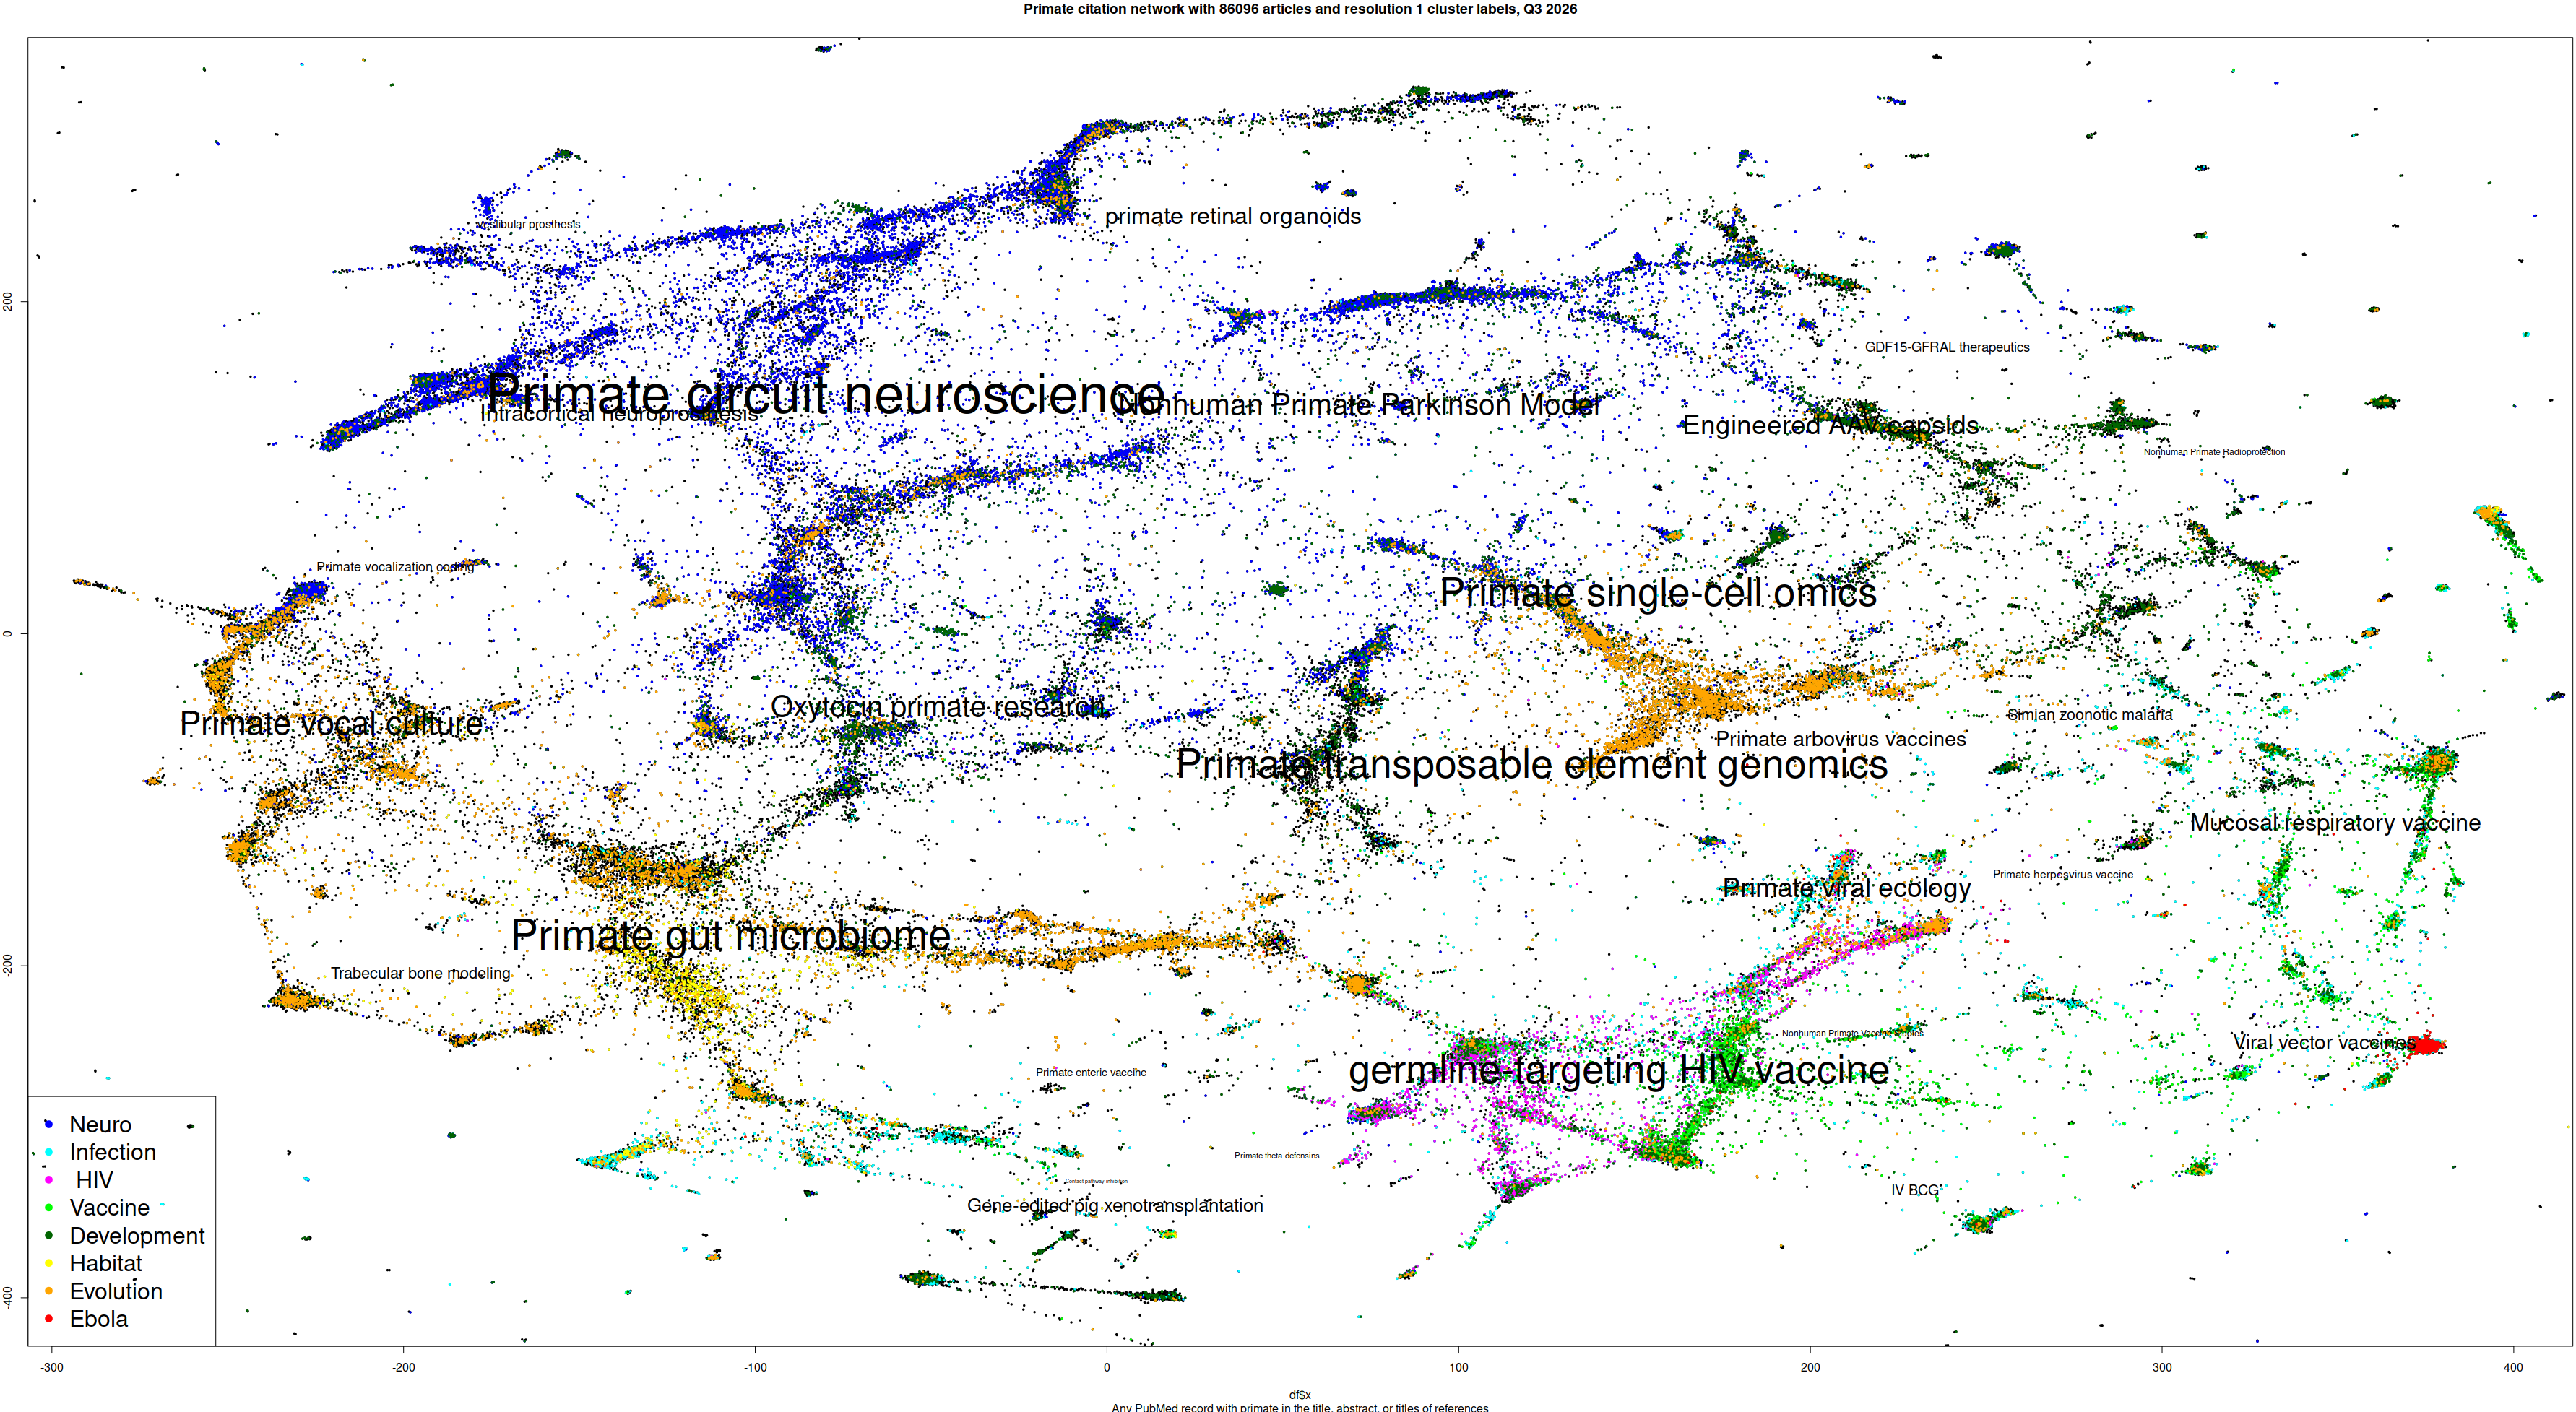 Primate citation network with 86096 articles and resolution 1 cluster labels, Q3 2026
primate retinal organoids
vestibular prosthesis
200
GDF15-GFRAL therapeutics
Primate circuit neuroscience
Nonhuman Primate Parkinson Model
Intracortical neuroprosthesis
Engineered AAV capsids
Nonhuman Primate Radioprotection
Primate vocalization coding
Primate single-cell omics
0
Oxytocin primate research
Simian zoonotic malaria
Primate vocal culture
Primate arbovirus vaccines
Primate transposable element genomics
Mucosal respiratory vaccine
Primate herpesvirus vaccine
Primate viral ecology
Primate gut microbiome
-200
Trabecular bone modeling
Nonhuman Primate Vaccine Studies
Viral vector vaccines
Primate enteric vaccine
germline-targeting HIV vaccine
Primate theta-defensins
Contact pathway inhibition
IV BCG
Gene-edited pig xenotransplantation
-400
Neuro
Infection
HIV
Vaccine
Development
Habitat
Evolution
Ebola
-300 -200 -100 0 100 200 300 400
df$x
Any PubMed record with primate in the title, abstract, or titles of references